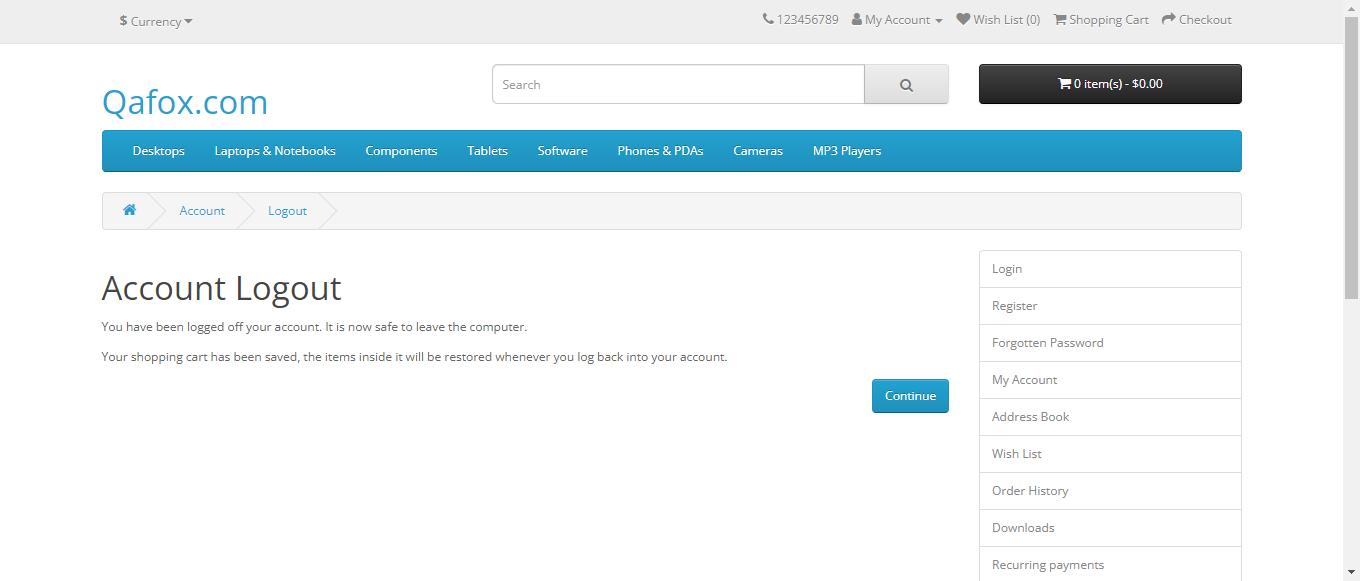 $ Currency
123456789 My Account Wish List (0) Shopping Cart Checkout
Qafox.com
Search
0 item(s) - $0.00
Desktops Laptops & Notebooks Components Tablets Software Phones & PDAs Cameras MP3 Players
Account Logout
Account Logout
You have been logged off your account. It is now safe to leave the computer.
Your shopping cart has been saved, the items inside it will be restored whenever you log back into your account.
Continue
Login
Register
Forgotten Password
My Account
Address Book
Wish List
Order History
Downloads
Recurring payments